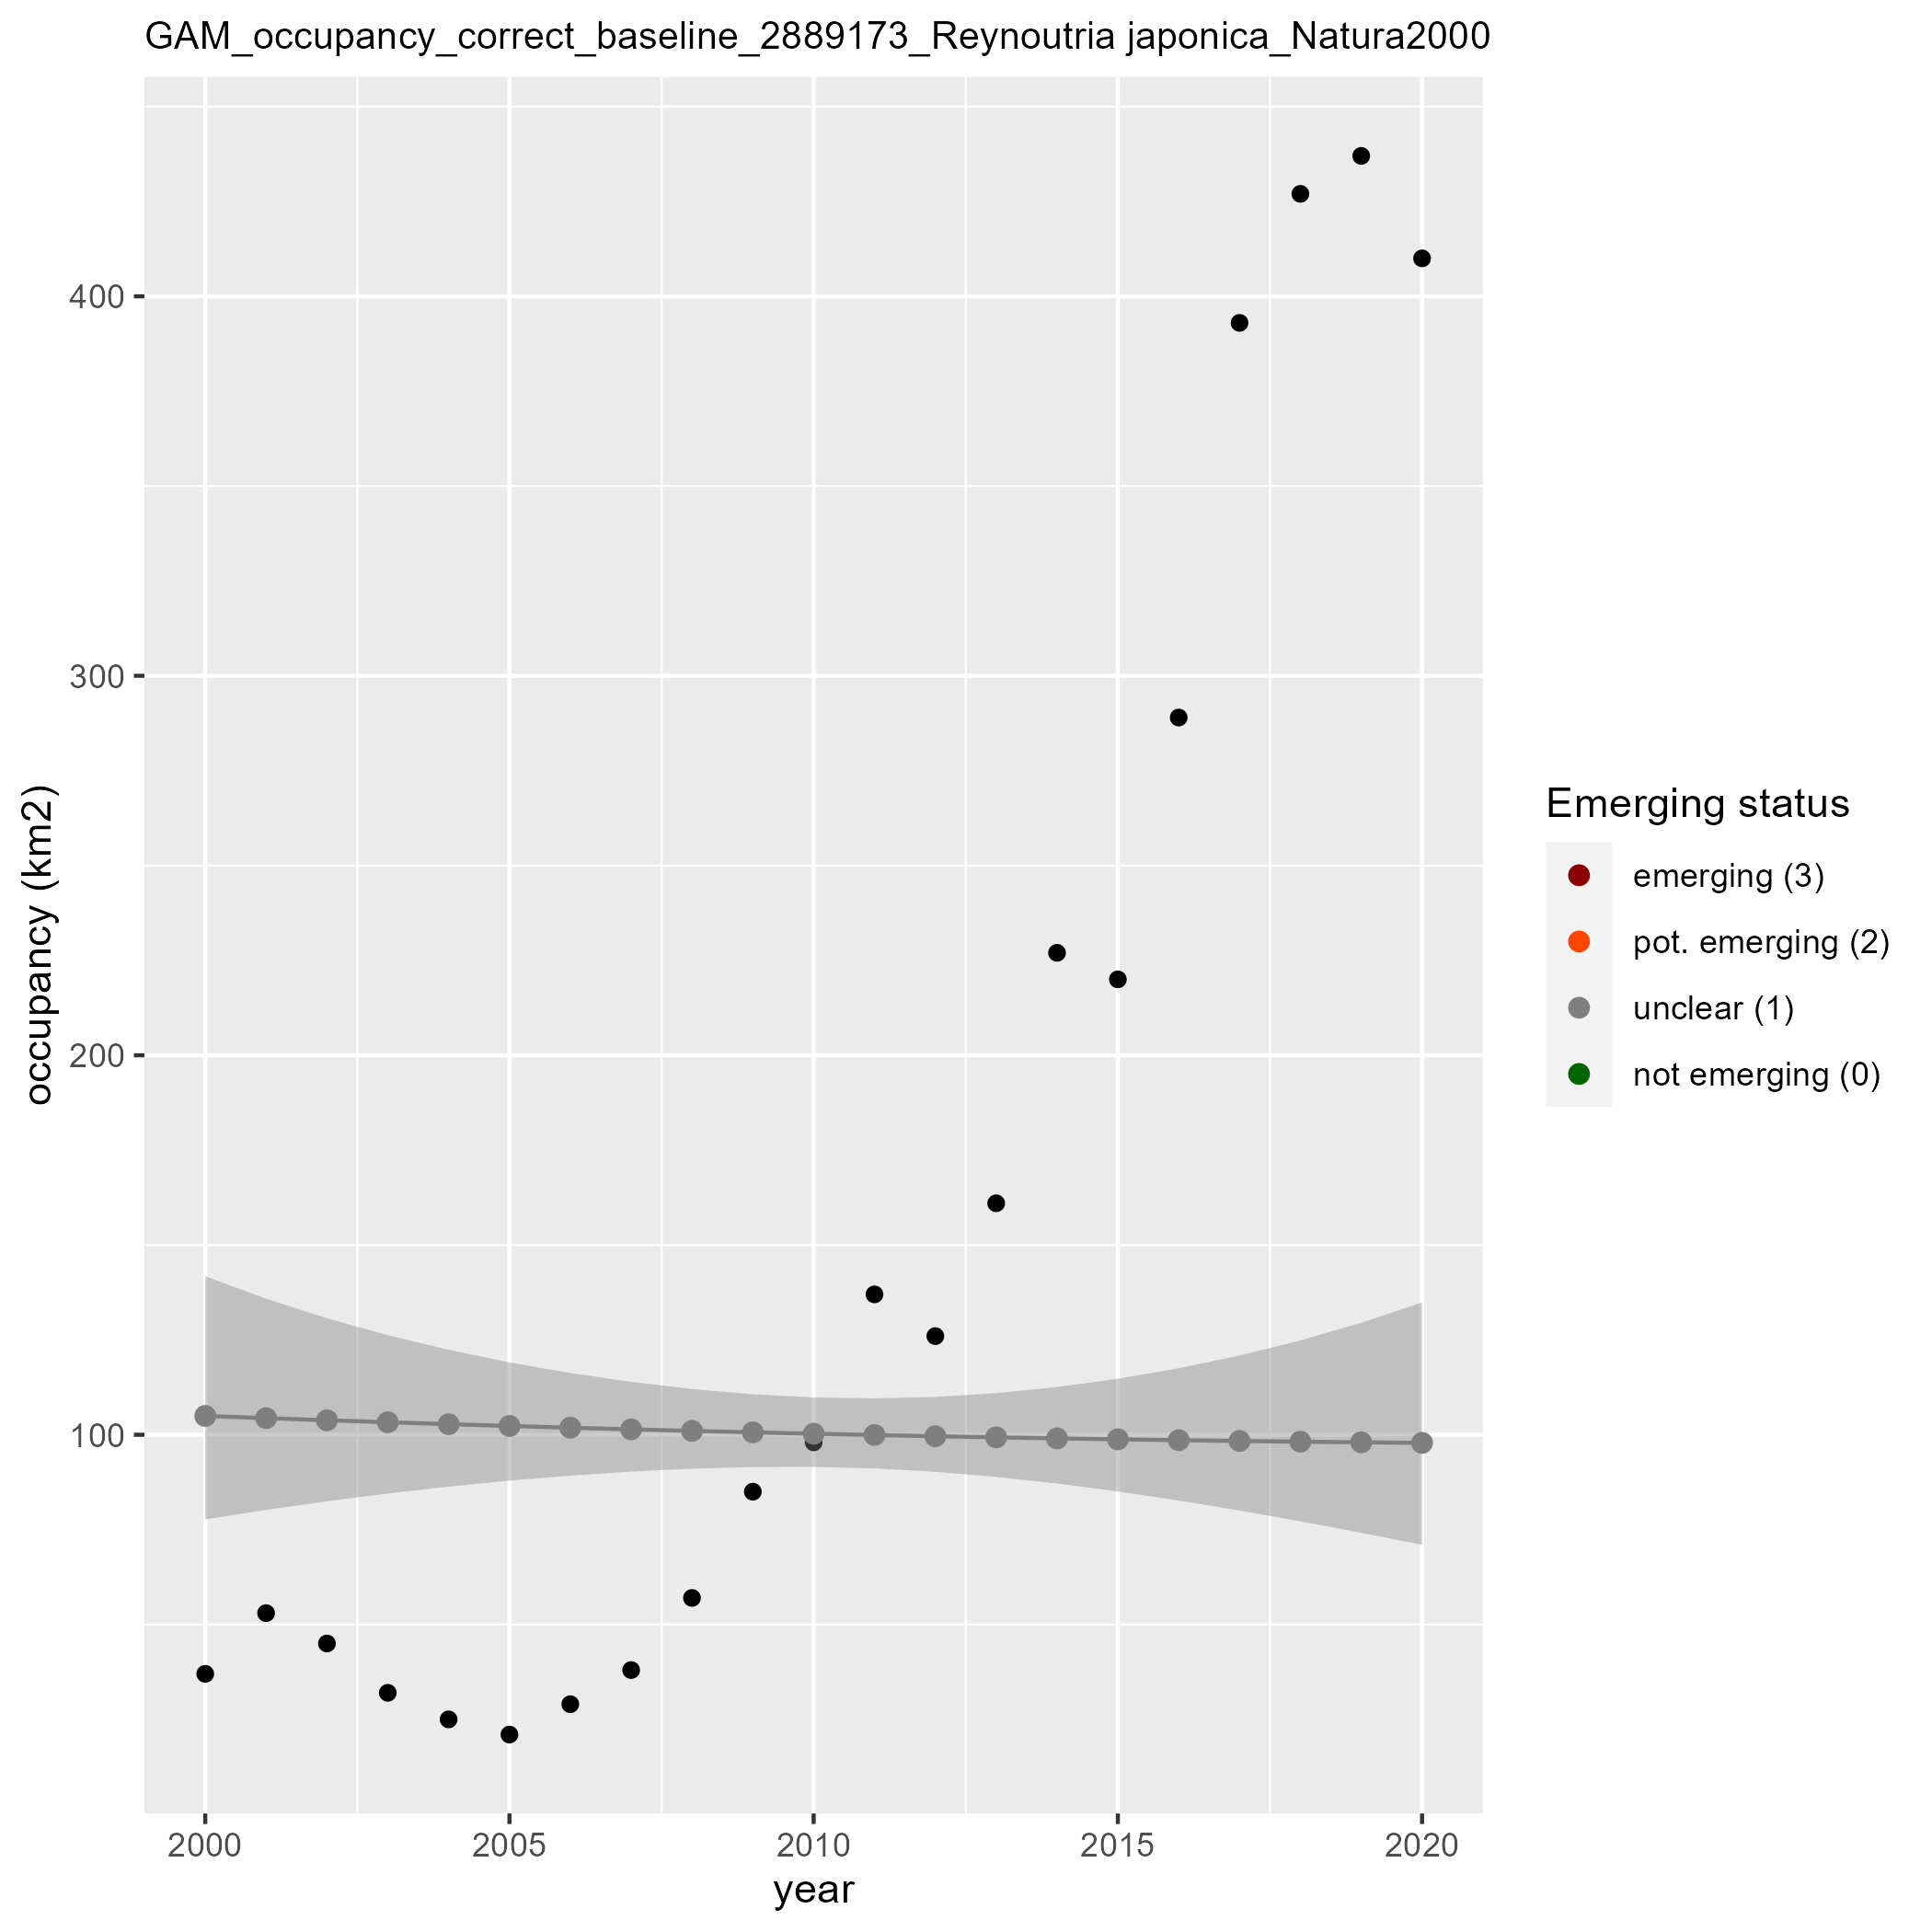 GAM_occupancy_correct_baseline_2889173_Reynoutria japonica_Natura2000
occupancy (km2)
400
300
200
100
2000 2005 2010 2015 2020
year
Emerging status
emerging (3)
pot. emerging (2)
unclear (1)
not emerging (0)